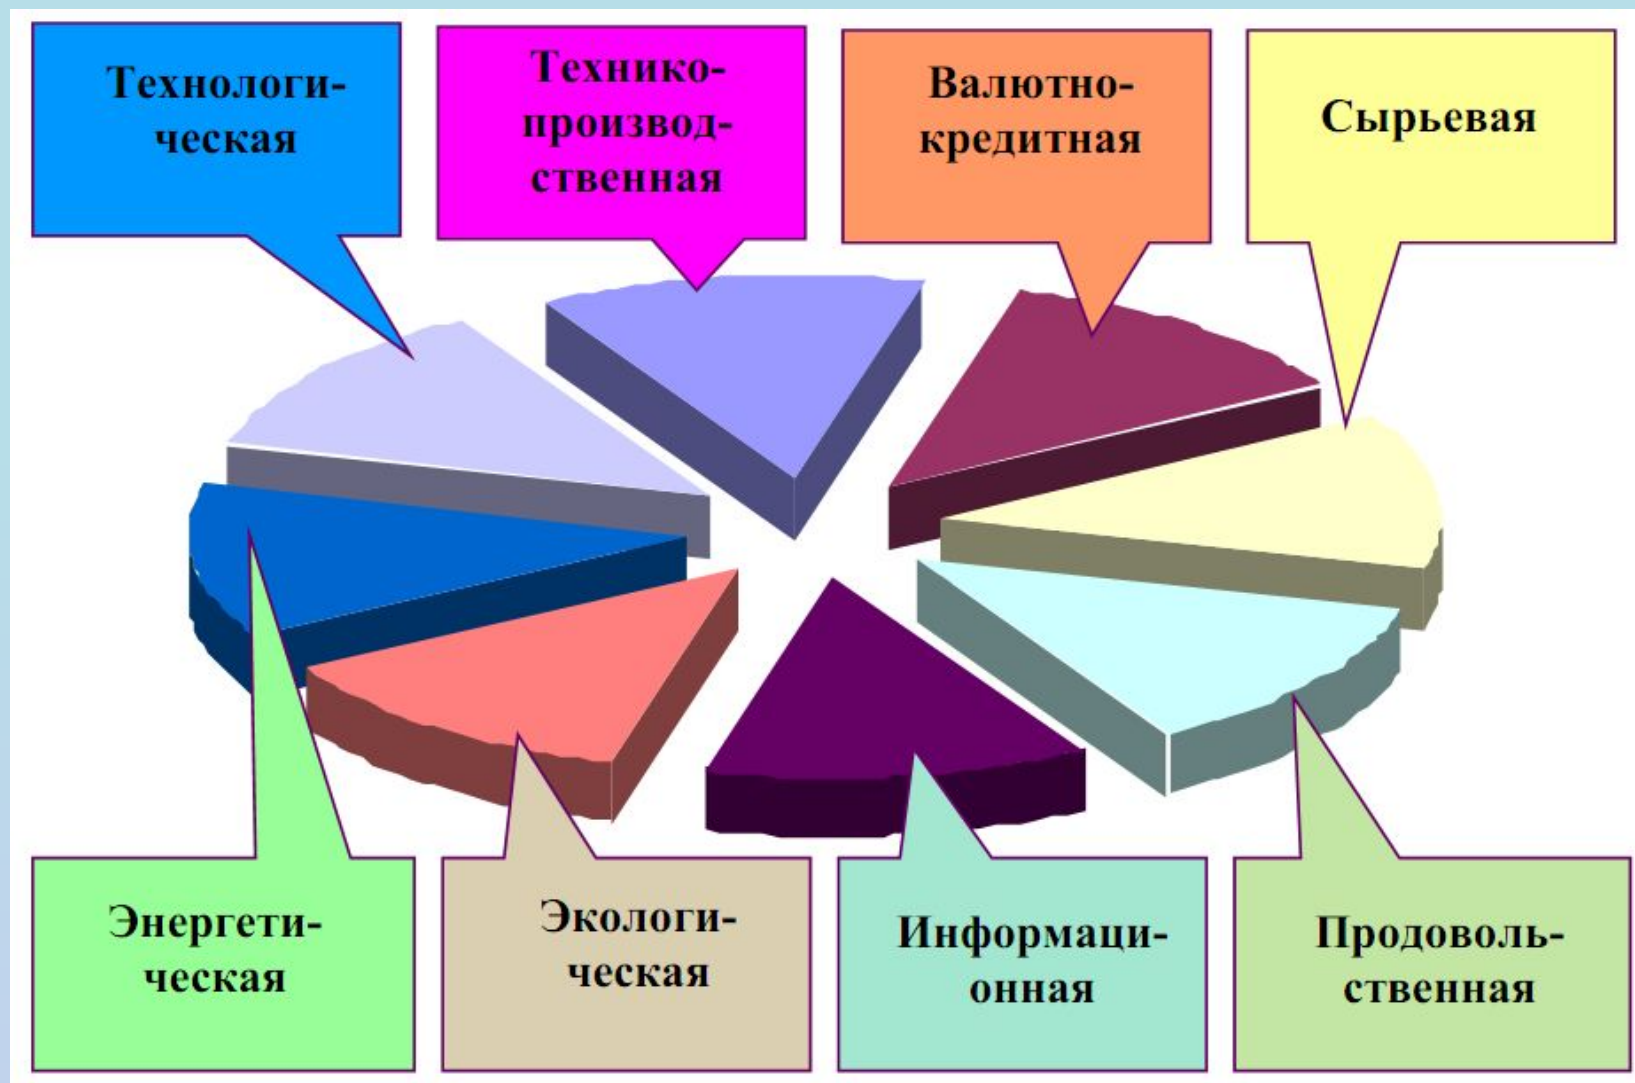 Технологи-
ческая
Технико-
производ-
ственная
Валютно-
кредитная
Сырьевая
Энергети-
ческая
Экологи-
ческая
Информаци-
онная
Продоволь-
ственная